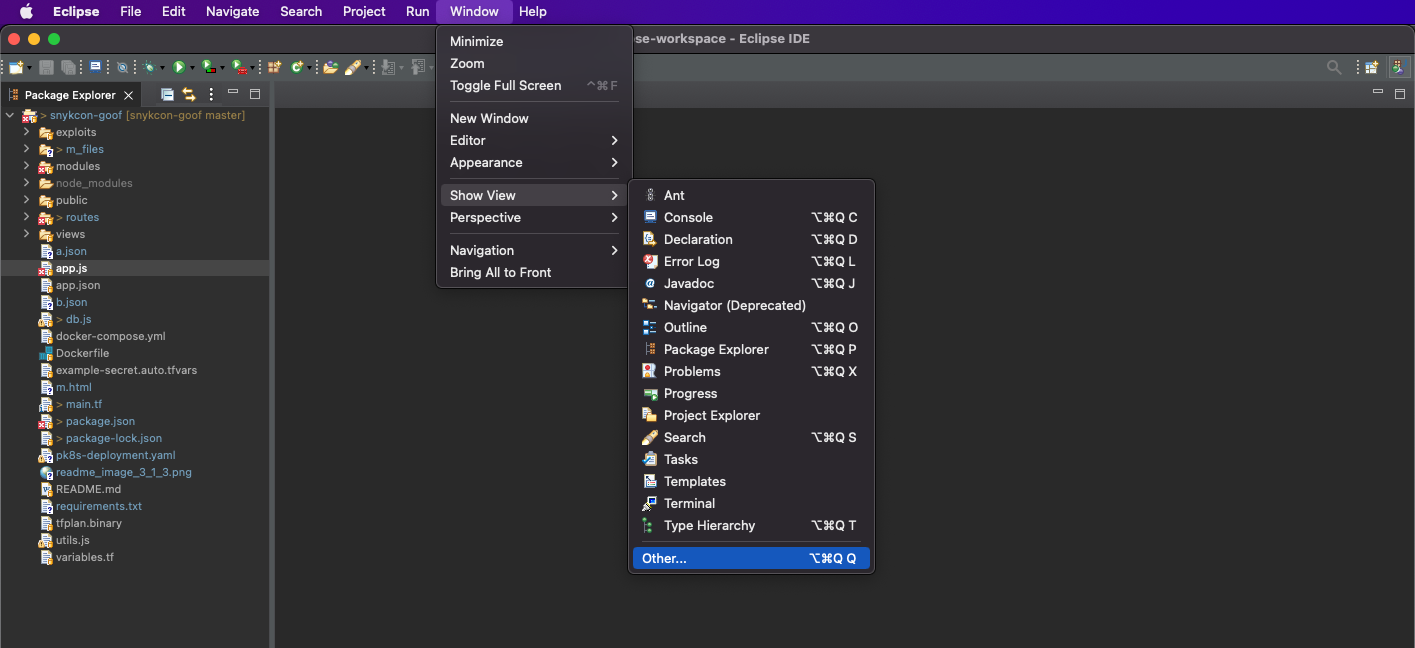 Eclipse File Edit Navigate Search Project Run Window Help
se-workspace - Eclipse IDE
Minimize
Zoom
Toggle Full Screen ^⌘F
New Window
Editor
Appearance
Show View
Perspective
Navigation
Bring All to Front
Package Explorer
> snykcon-goof [snykcon-goof master]
exploits
> m_files
modules
node_modules
public
> routes
views
a.json
app.js
app.json
b.json
> db.js
docker-compose.yml
Dockerfile
example-secret.auto.tfvars
m.html
> main.tf
> package.json
> package-lock.json
pk8s-deployment.yaml
readme_image_3_1_3.png
README.md
requirements.txt
tfplan.binary
utils.js
variables.tf
Ant
Console ⌥⌘Q C
Declaration ⌥⌘Q D
Error Log ⌥⌘Q L
Javadoc ⌥⌘Q J
Navigator (Deprecated)
Outline ⌥⌘Q O
Package Explorer ⌥⌘Q P
Problems ⌥⌘Q X
Progress
Project Explorer
Search ⌥⌘Q S
Tasks
Templates
Terminal
Type Hierarchy ⌥⌘Q T
Other... ⌥⌘Q Q